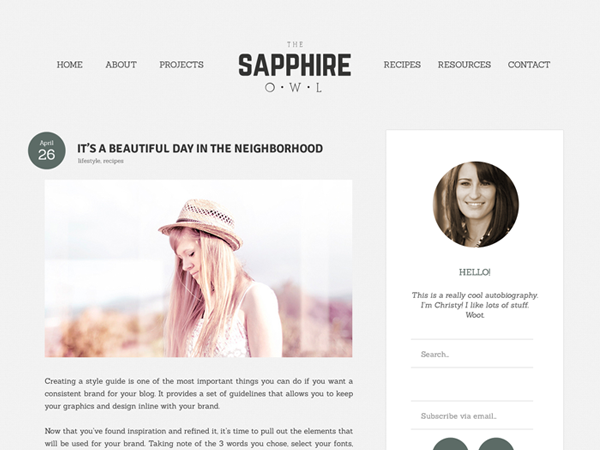 THE
SAPPHIRE
O•W•L
HOME ABOUT PROJECTS RECIPES RESOURCES CONTACT
April
26
IT'S A BEAUTIFUL DAY IN THE NEIGHBORHOOD
lifestyle, recipes
Creating a style guide is one of the most important things you can do if you want a
consistent brand for your blog. It provides a set of guidelines that allows you to keep
your graphics and design inline with your brand.
Now that you've found inspiration and refined it, it's time to pull out the elements that
will be used for your brand. Taking note of the 3 words you chose, select your fonts,
HELLO!
This is a really cool autobiography.
I'm Christy! I like lots of stuff.
Woot.
Search...
Subscribe via email...